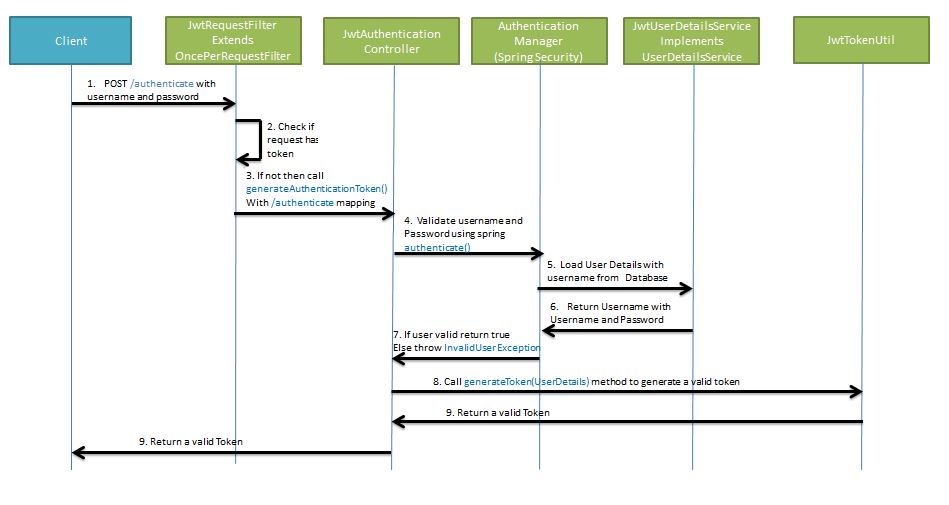 Client
JwtRequestFilter
Extends
OncePerRequestFilter
JwtAuthentication
Controller
Authentication
Manager
(Spring Security)
JwtUserDetailsService
Implements
UserDetailsService
JwtTokenUtil
1. POST /authenticate with
username and password
2. Check if
request has
token
3. If not then call
generateAuthenticationToken()
With /authenticate mapping
4. Validate username and
Password using spring
authenticate()
5. Load User Details with
username from Database
6. Return Username with
Username and Password
7. If user valid return true
Else throw InvalidUserException
8. Call generateToken(UserDetails) method to generate a valid token
9. Return a valid Token
9. Return a valid Token